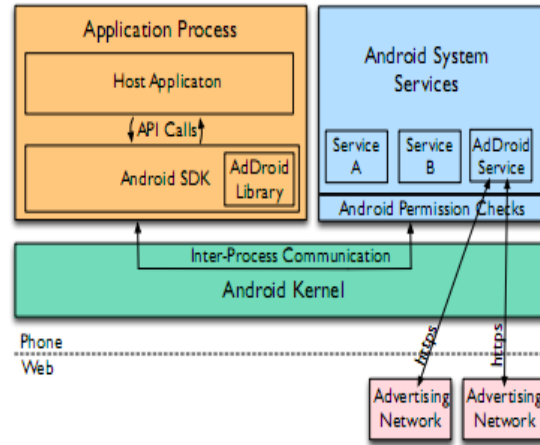 Application Process
Host Applicaton
API Calls
Android SDK
AdDroid
Library
Android System
Services
Service
A
Service
B
AdDroid
Service
Android Permission Checks
Inter-Process Communication
Android Kernel
Phone
Web
https
https
Advertising
Network
Advertising
Network